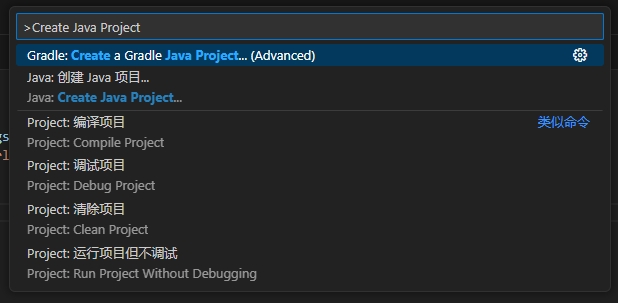 >Create Java Project
Gradle: Create a Gradle Java Project... (Advanced)
Java: 创建 Java 项目...
Java: Create Java Project...
Project: 编译项目 类似命令
Project: Compile Project
Project: 调试项目
Project: Debug Project
Project: 清除项目
Project: Clean Project
Project: 运行项目但不调试
Project: Run Project Without Debugging